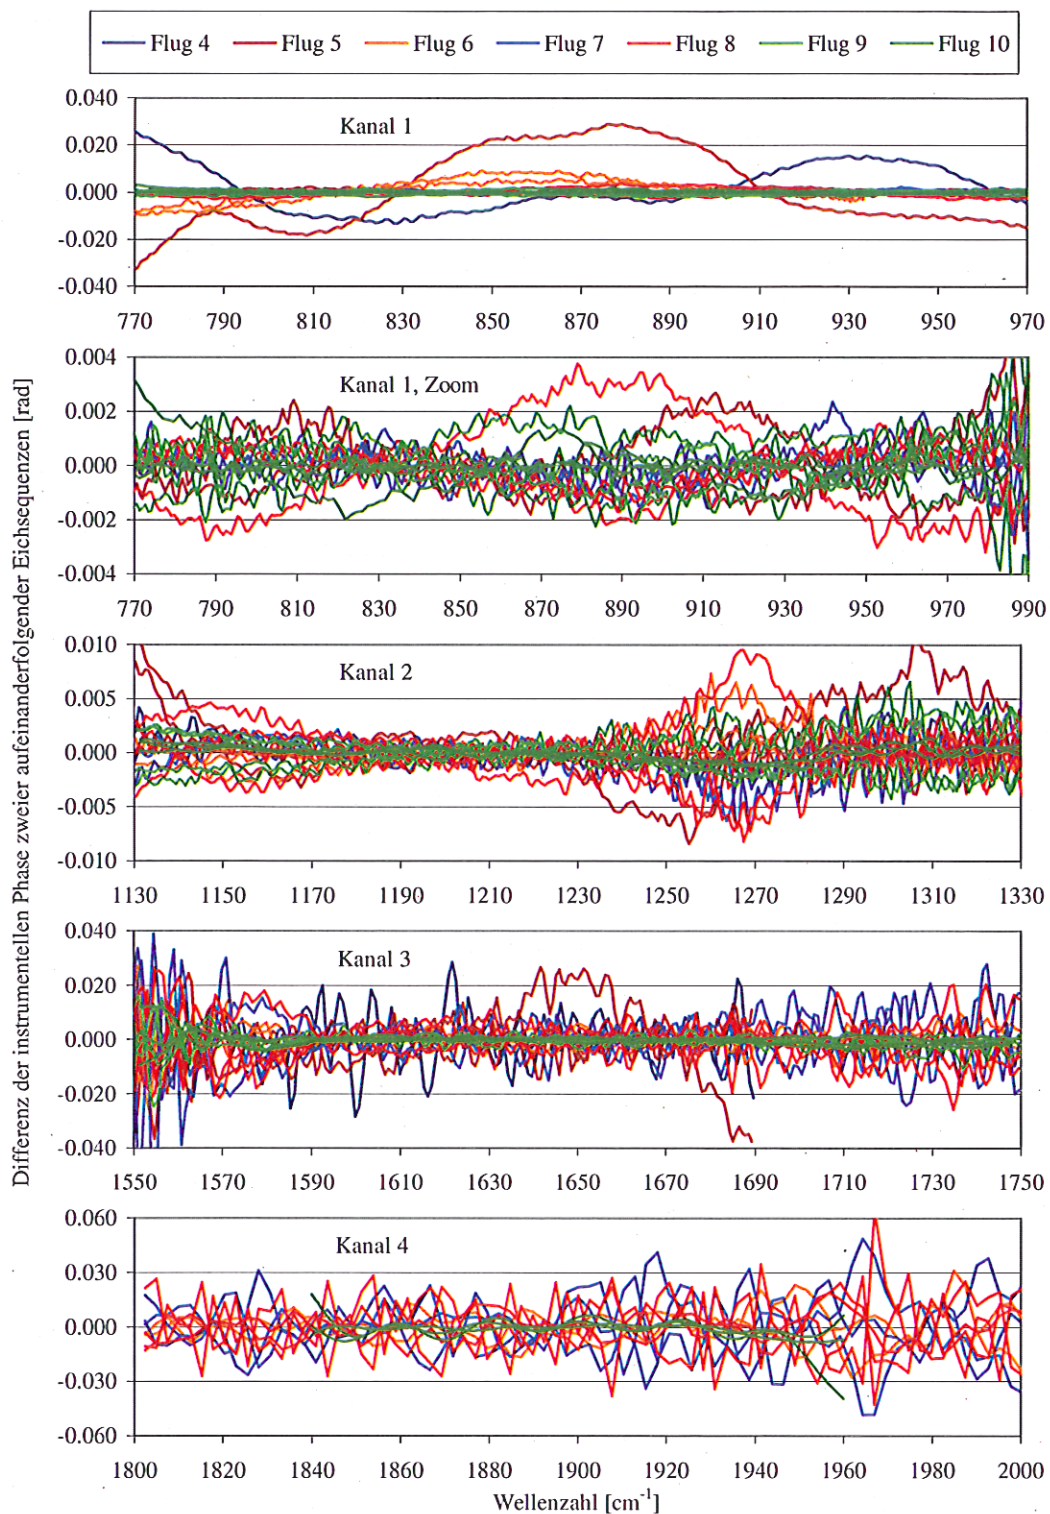 Flug 4 Flug 5 Flug 6 Flug 7 Flug 8 Flug 9 Flug 10
Differenz der instrumentellen Phase zweier aufeinanderfolgender Eichsequenzen [rad]
Kanal 1
0.040
0.020
0.000
-0.020
-0.040
770 790 810 830 850 870 890 910 930 950 970
Kanal 1, Zoom
0.004
0.002
0.000
-0.002
-0.004
770 790 810 830 850 870 890 910 930 950 970 990
Kanal 2
0.010
0.005
0.000
-0.005
-0.010
1130 1150 1170 1190 1210 1230 1250 1270 1290 1310 1330
Kanal 3
0.040
0.020
0.000
-0.020
-0.040
1550 1570 1590 1610 1630 1650 1670 1690 1710 1730 1750
Kanal 4
0.060
0.030
0.000
-0.030
-0.060
1800 1820 1840 1860 1880 1900 1920 1940 1960 1980 2000
Wellenzahl [cm⁻¹]